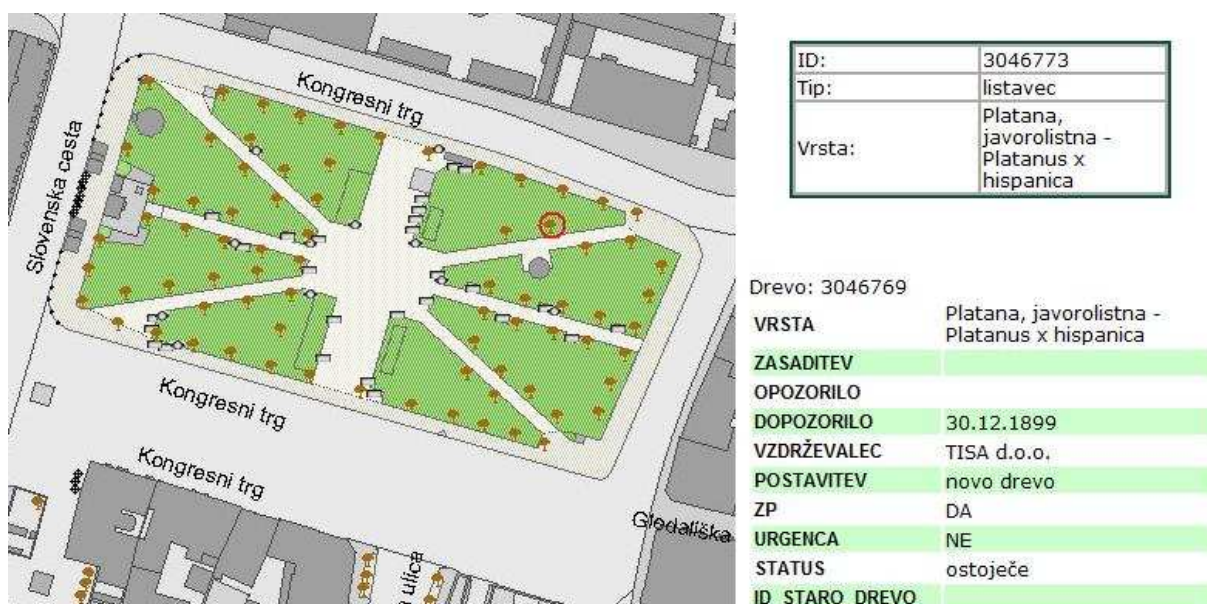 Kongresni trg
Slovenska cesta
Kongresni trg
Kongresni trg
Gledališka
ulica
ID: 3046773
Tip: listavec
Vrsta: Platana,
javorolistna -
Platanus x
hispanica
Drevo: 3046769
VRSTA Platana, javorolistna -
Platanus x hispanica
ZASADITEV
OPOZORILO
DOPOZORILO 30.12.1899
VZDRŽEVALEC TISA d.o.o.
POSTAVITEV novo drevo
ZP DA
URGENCA NE
STATUS ostoječe
ID_STARO_DREVO